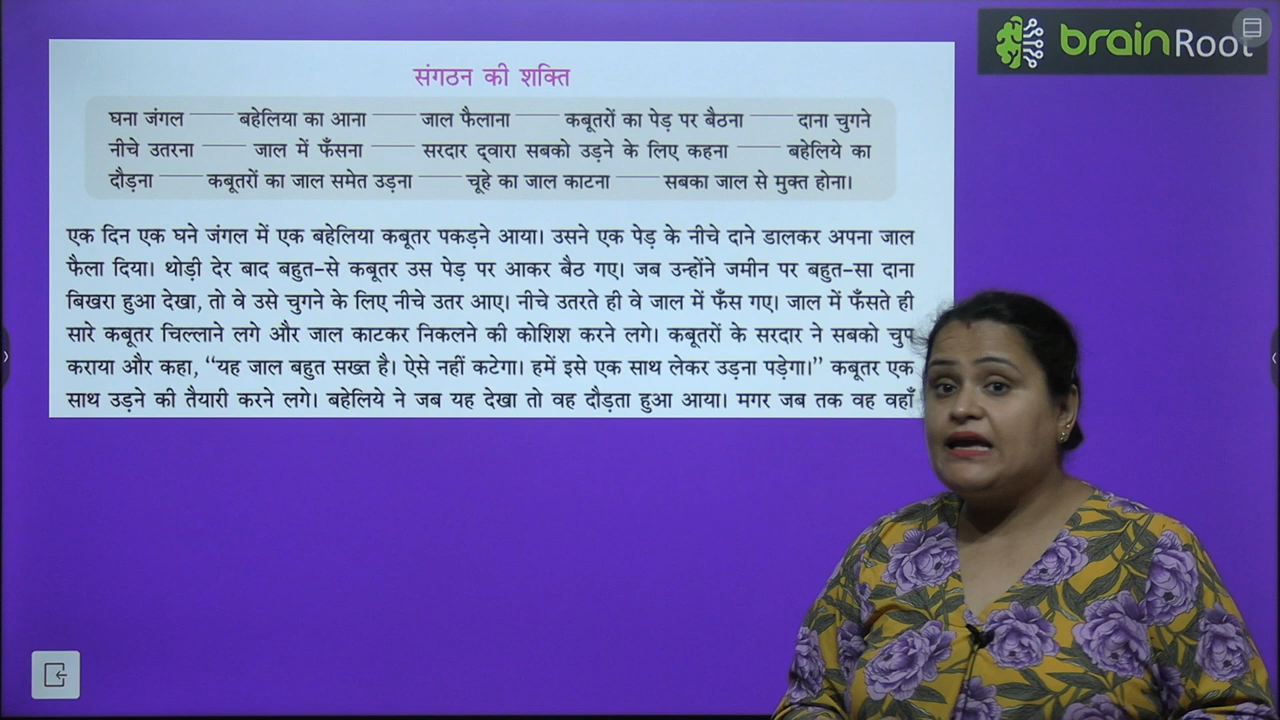 brainRoot
संगठन की शक्ति
घना जंगल —— बहेलिया का आना —— जाल फैलाना —— कबूतरों का पेड़ पर बैठना —— दाना चुगने
नीचे उतरना —— जाल में फँसना —— सरदार द्वारा सबको उड़ने के लिए कहना —— बहेलिये का
दौड़ना —— कबूतरों का जाल समेत उड़ना —— चूहे का जाल काटना —— सबका जाल से मुक्त होना।
एक दिन एक घने जंगल में एक बहेलिया कबूतर पकड़ने आया। उसने एक पेड़ के नीचे दाने डालकर अपना जाल
फैला दिया। थोड़ी देर बाद बहुत-से कबूतर उस पेड़ पर आकर बैठ गए। जब उन्होंने जमीन पर बहुत-सा दाना
बिखरा हुआ देखा, तो वे उसे चुगने के लिए नीचे उतर आए। नीचे उतरते ही वे जाल में फँस गए। जाल में फँसते ही
सारे कबूतर चिल्लाने लगे और जाल काटकर निकलने की कोशिश करने लगे। कबूतरों के सरदार ने सबको चुप
कराया और कहा, ‘‘यह जाल बहुत सख्त है। ऐसे नहीं कटेगा। हमें इसे एक साथ लेकर उड़ना पड़ेगा।’’ कबूतर एक
साथ उड़ने की तैयारी करने लगे। बहेलिये ने जब यह देखा तो वह दौड़ता हुआ आया। मगर जब तक वह वहाँ